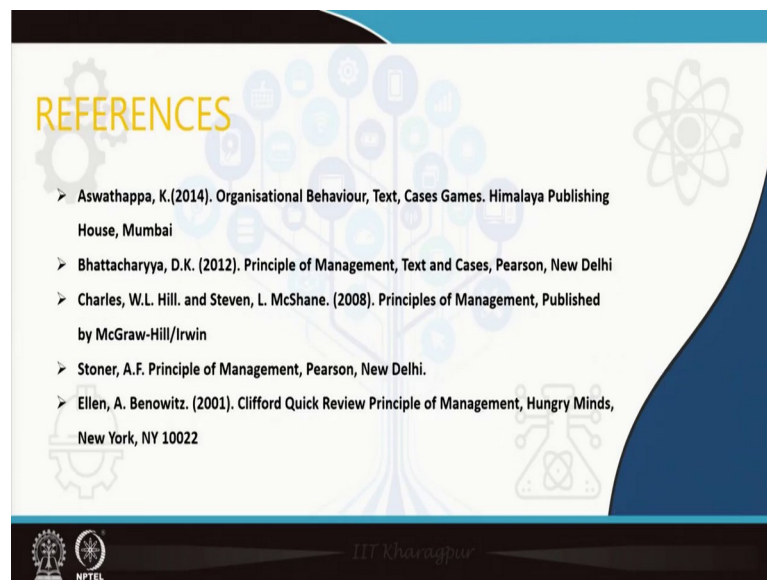 REFERENCES
➢ Aswathappa, K.(2014). Organisational Behaviour, Text, Cases Games. Himalaya Publishing
House, Mumbai
➢ Bhattacharyya, D.K. (2012). Principle of Management, Text and Cases, Pearson, New Delhi
➢ Charles, W.L. Hill. and Steven, L. McShane. (2008). Principles of Management, Published
by McGraw-Hill/Irwin
➢ Stoner, A.F. Principle of Management, Pearson, New Delhi.
➢ Ellen, A. Benowitz. (2001). Clifford Quick Review Principle of Management, Hungry Minds,
New York, NY 10022
IIT Kharagpur
NPTEL